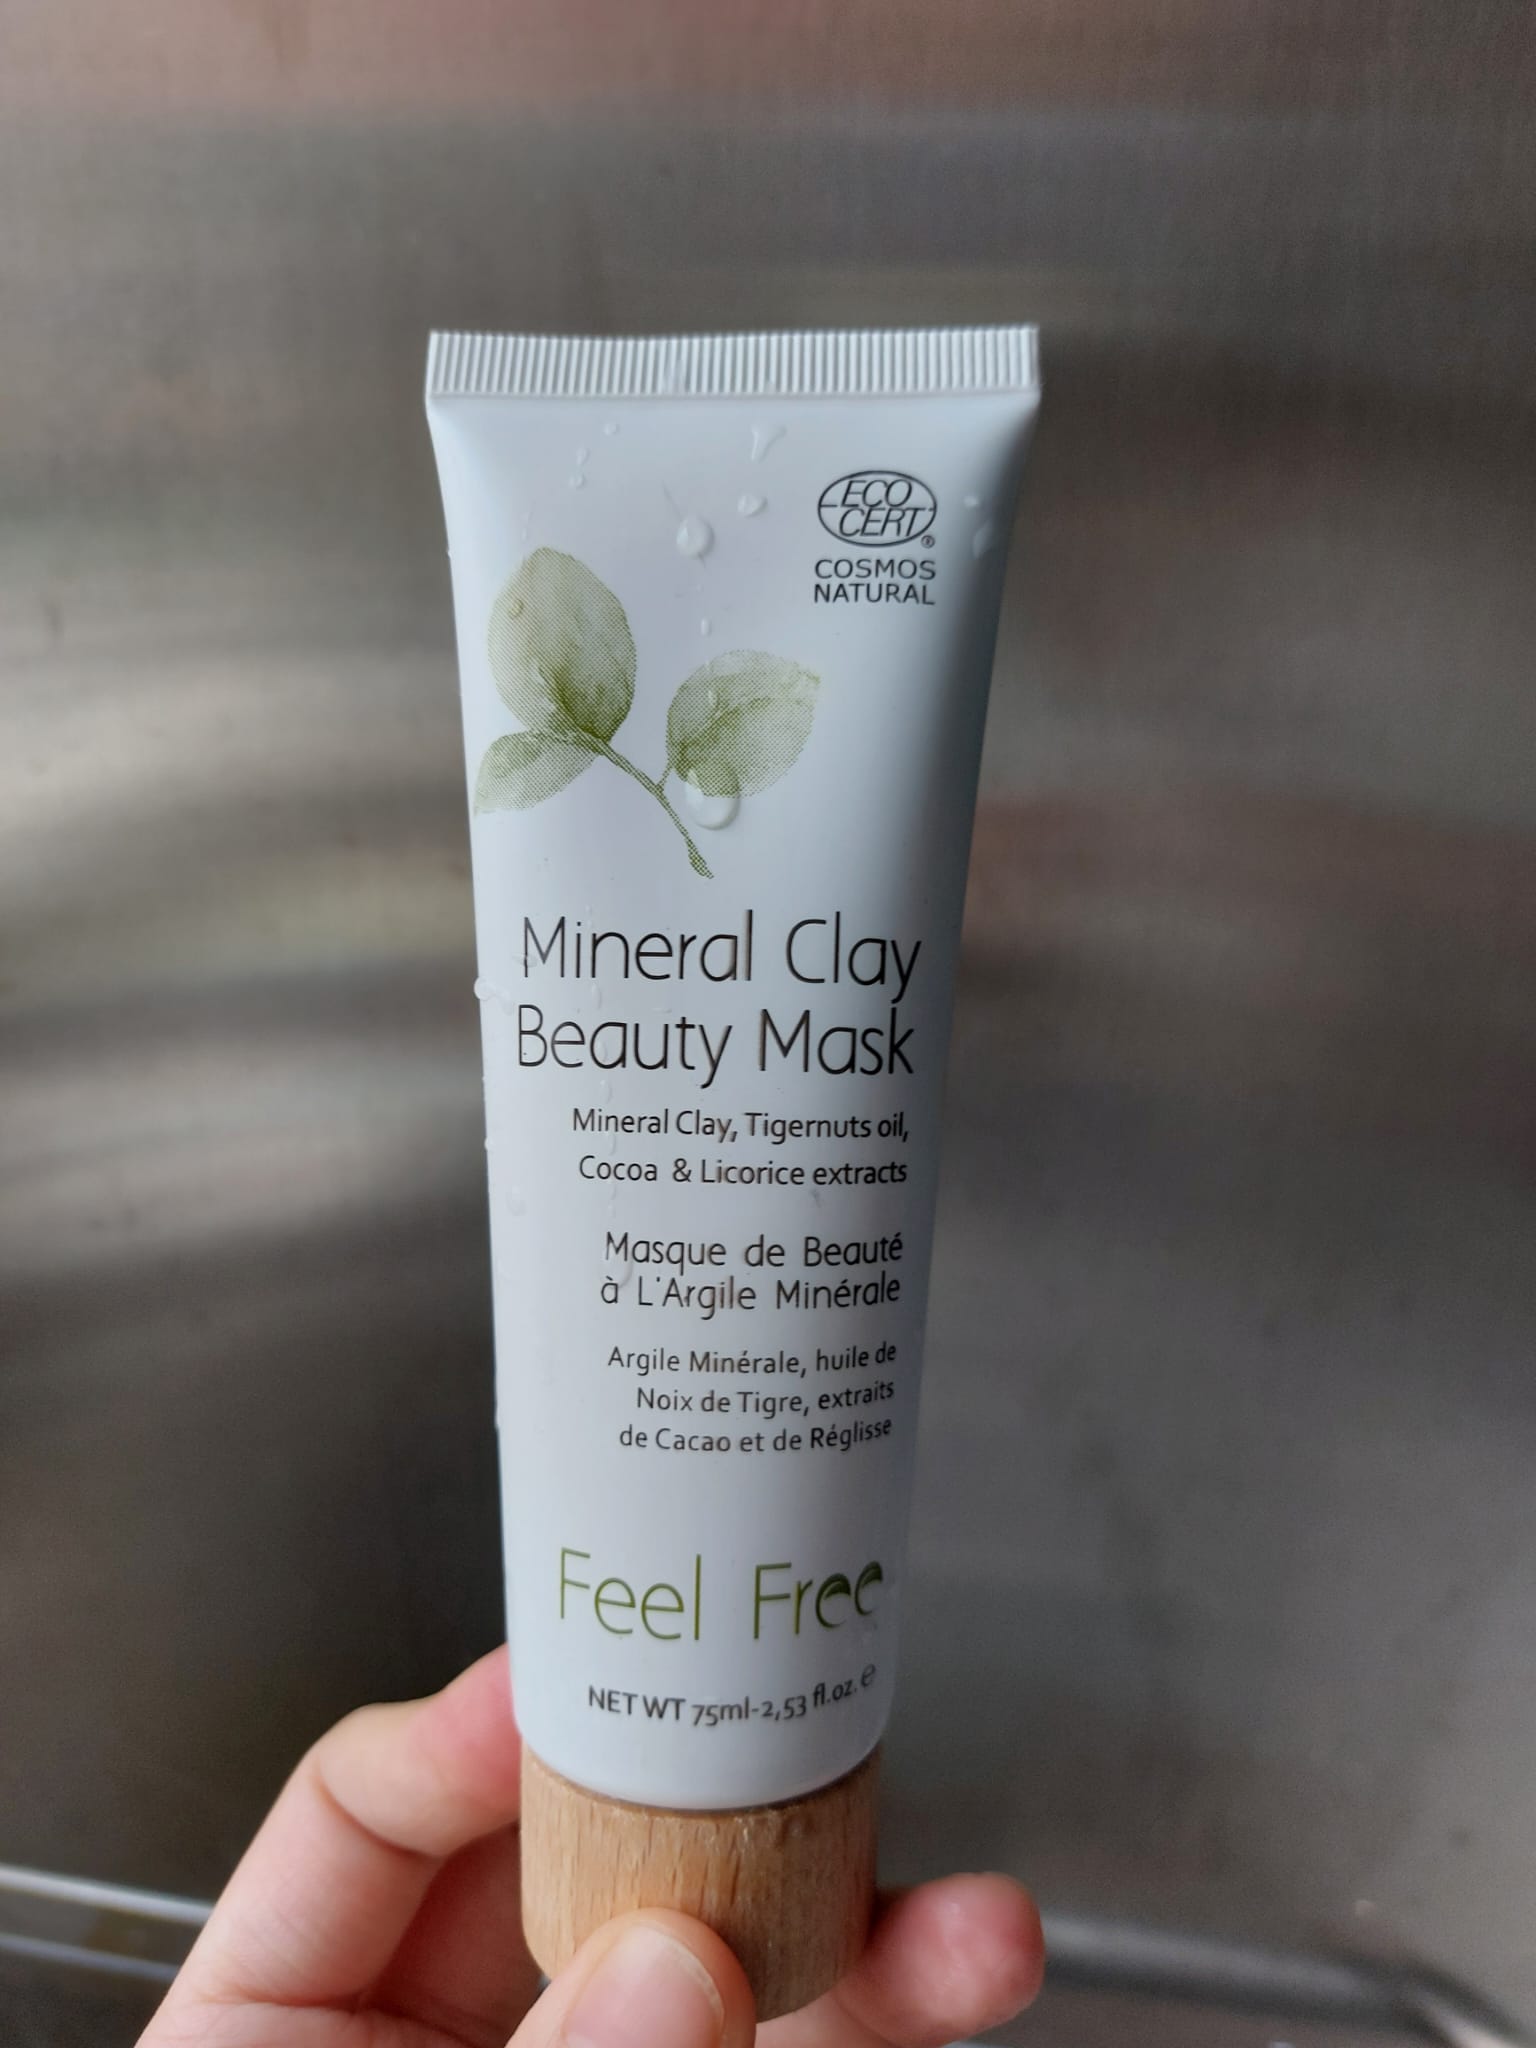 ECO
CERT®
COSMOS
NATURAL
Mineral Clay
Beauty Mask
Mineral Clay, Tigernuts oil,
Cocoa & Licorice extracts
Masque de Beauté
à L'Argile Minérale
Argile Minérale, huile de
Noix de Tigre, extraits
de Cacao et de Réglisse
Feel Free
NET WT 75ml-2,53 fl.oz. ℮